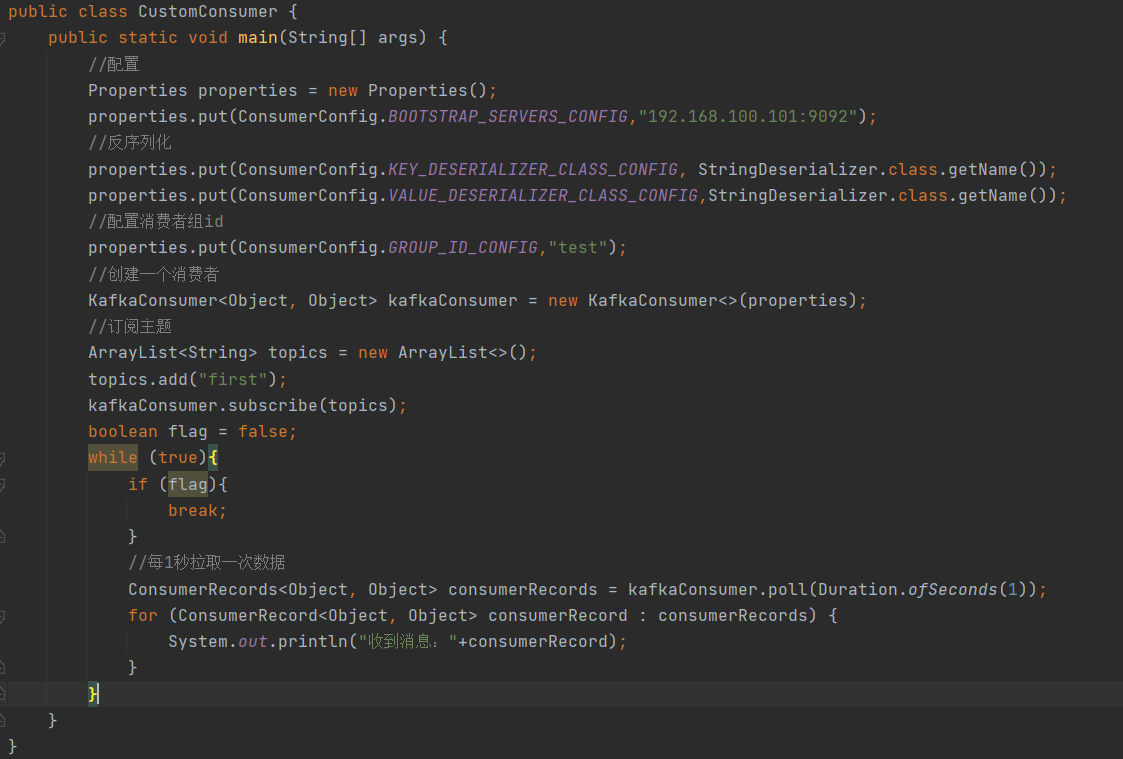 public class CustomConsumer {
    public static void main(String[] args) {
        //配置
        Properties properties = new Properties();
        properties.put(ConsumerConfig.BOOTSTRAP_SERVERS_CONFIG,"192.168.100.101:9092");
        //反序列化
        properties.put(ConsumerConfig.KEY_DESERIALIZER_CLASS_CONFIG, StringDeserializer.class.getName());
        properties.put(ConsumerConfig.VALUE_DESERIALIZER_CLASS_CONFIG,StringDeserializer.class.getName());
        //配置消费者组id
        properties.put(ConsumerConfig.GROUP_ID_CONFIG,"test");
        //创建一个消费者
        KafkaConsumer<Object, Object> kafkaConsumer = new KafkaConsumer<>(properties);
        //订阅主题
        ArrayList<String> topics = new ArrayList<>();
        topics.add("first");
        kafkaConsumer.subscribe(topics);
        boolean flag = false;
        while (true){
            if (flag){
                break;
            }
            //每1秒拉取一次数据
            ConsumerRecords<Object, Object> consumerRecords = kafkaConsumer.poll(Duration.ofSeconds(1));
            for (ConsumerRecord<Object, Object> consumerRecord : consumerRecords) {
                System.out.println("收到消息："+consumerRecord);
            }
        }
    }
}